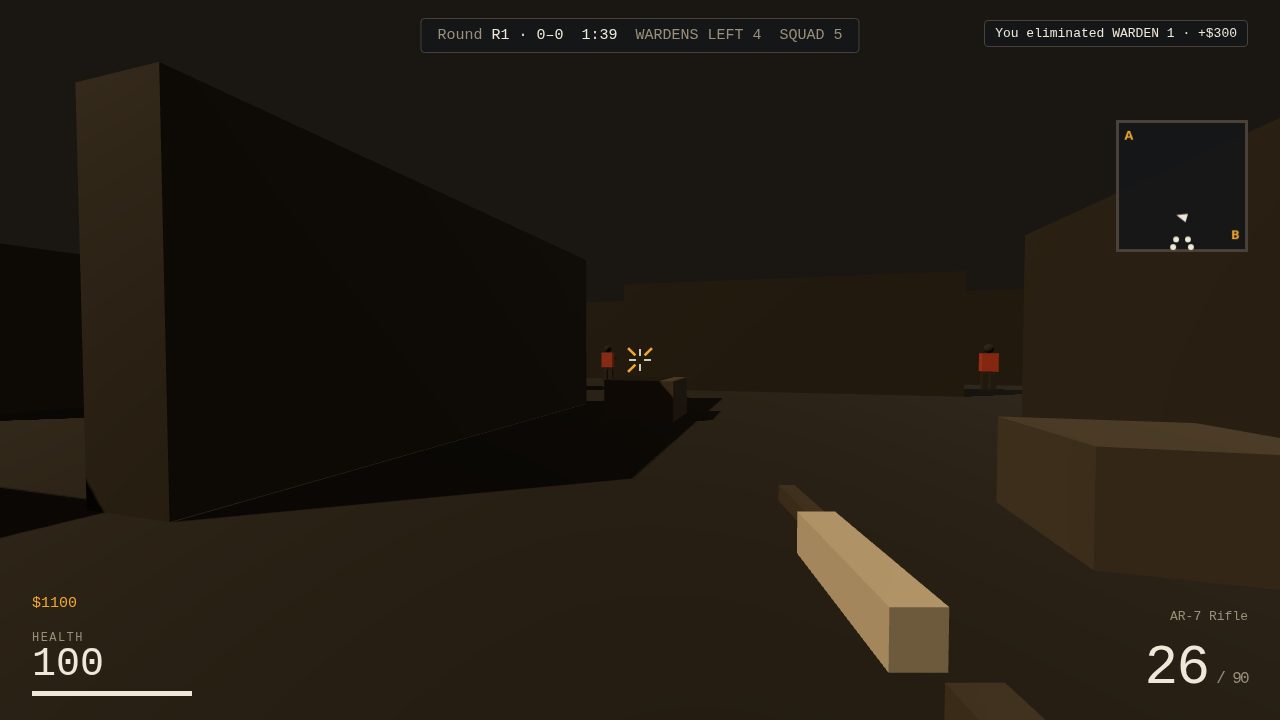 Round R1 · 0–0 1:39 WARDENS LEFT 4 SQUAD 5
You eliminated WARDEN 1 · +$300
A
B
$1100
HEALTH
100
AR-7 Rifle
26 / 90